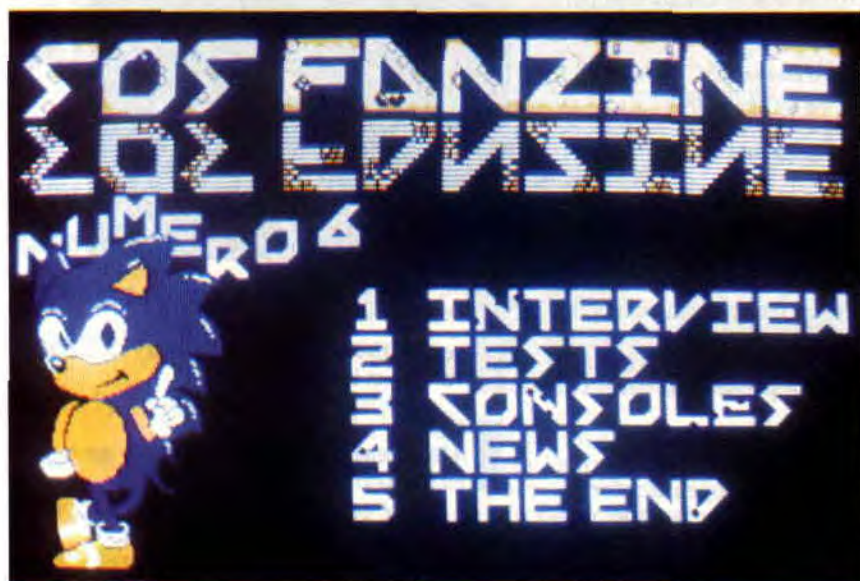 SOS FANZINE
NUMERO 6
1 INTERVIEW
2 TESTS
3 CONSOLES
4 NEWS
5 THE END